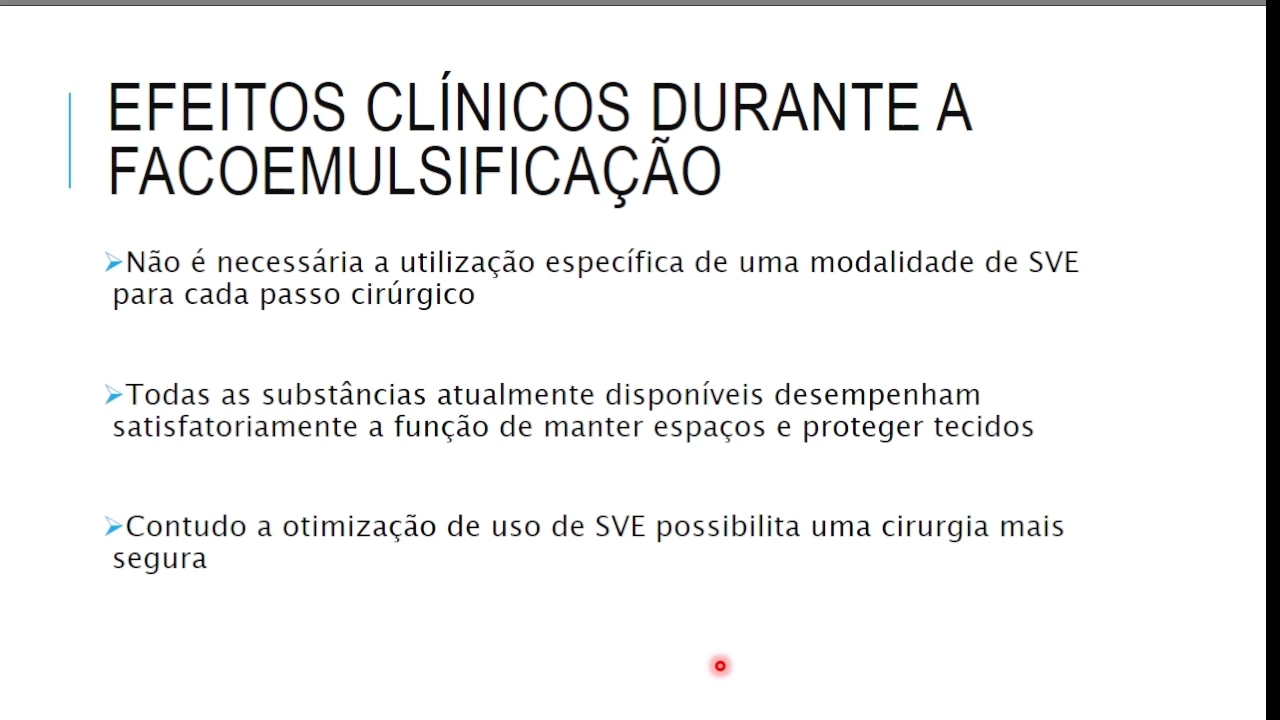 EFEITOS CLÍNICOS DURANTE A
FACOEMULSIFICAÇÃO
Não é necessária a utilização específica de uma modalidade de SVE
para cada passo cirúrgico
Todas as substâncias atualmente disponíveis desempenham
satisfatoriamente a função de manter espaços e proteger tecidos
Contudo a otimização de uso de SVE possibilita uma cirurgia mais
segura